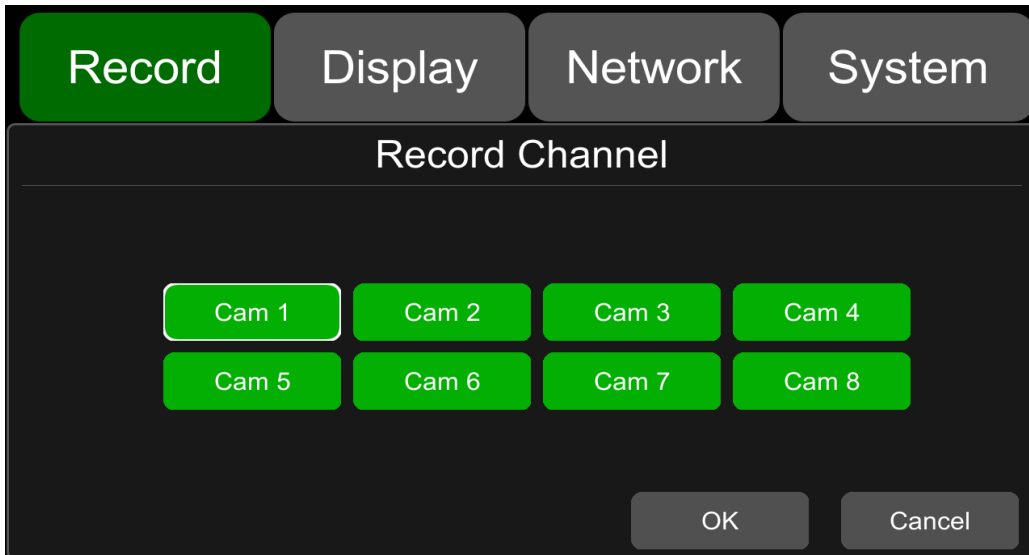 Record Display Network System
Record Channel
Cam 1 Cam 2 Cam 3 Cam 4
Cam 5 Cam 6 Cam 7 Cam 8
OK Cancel